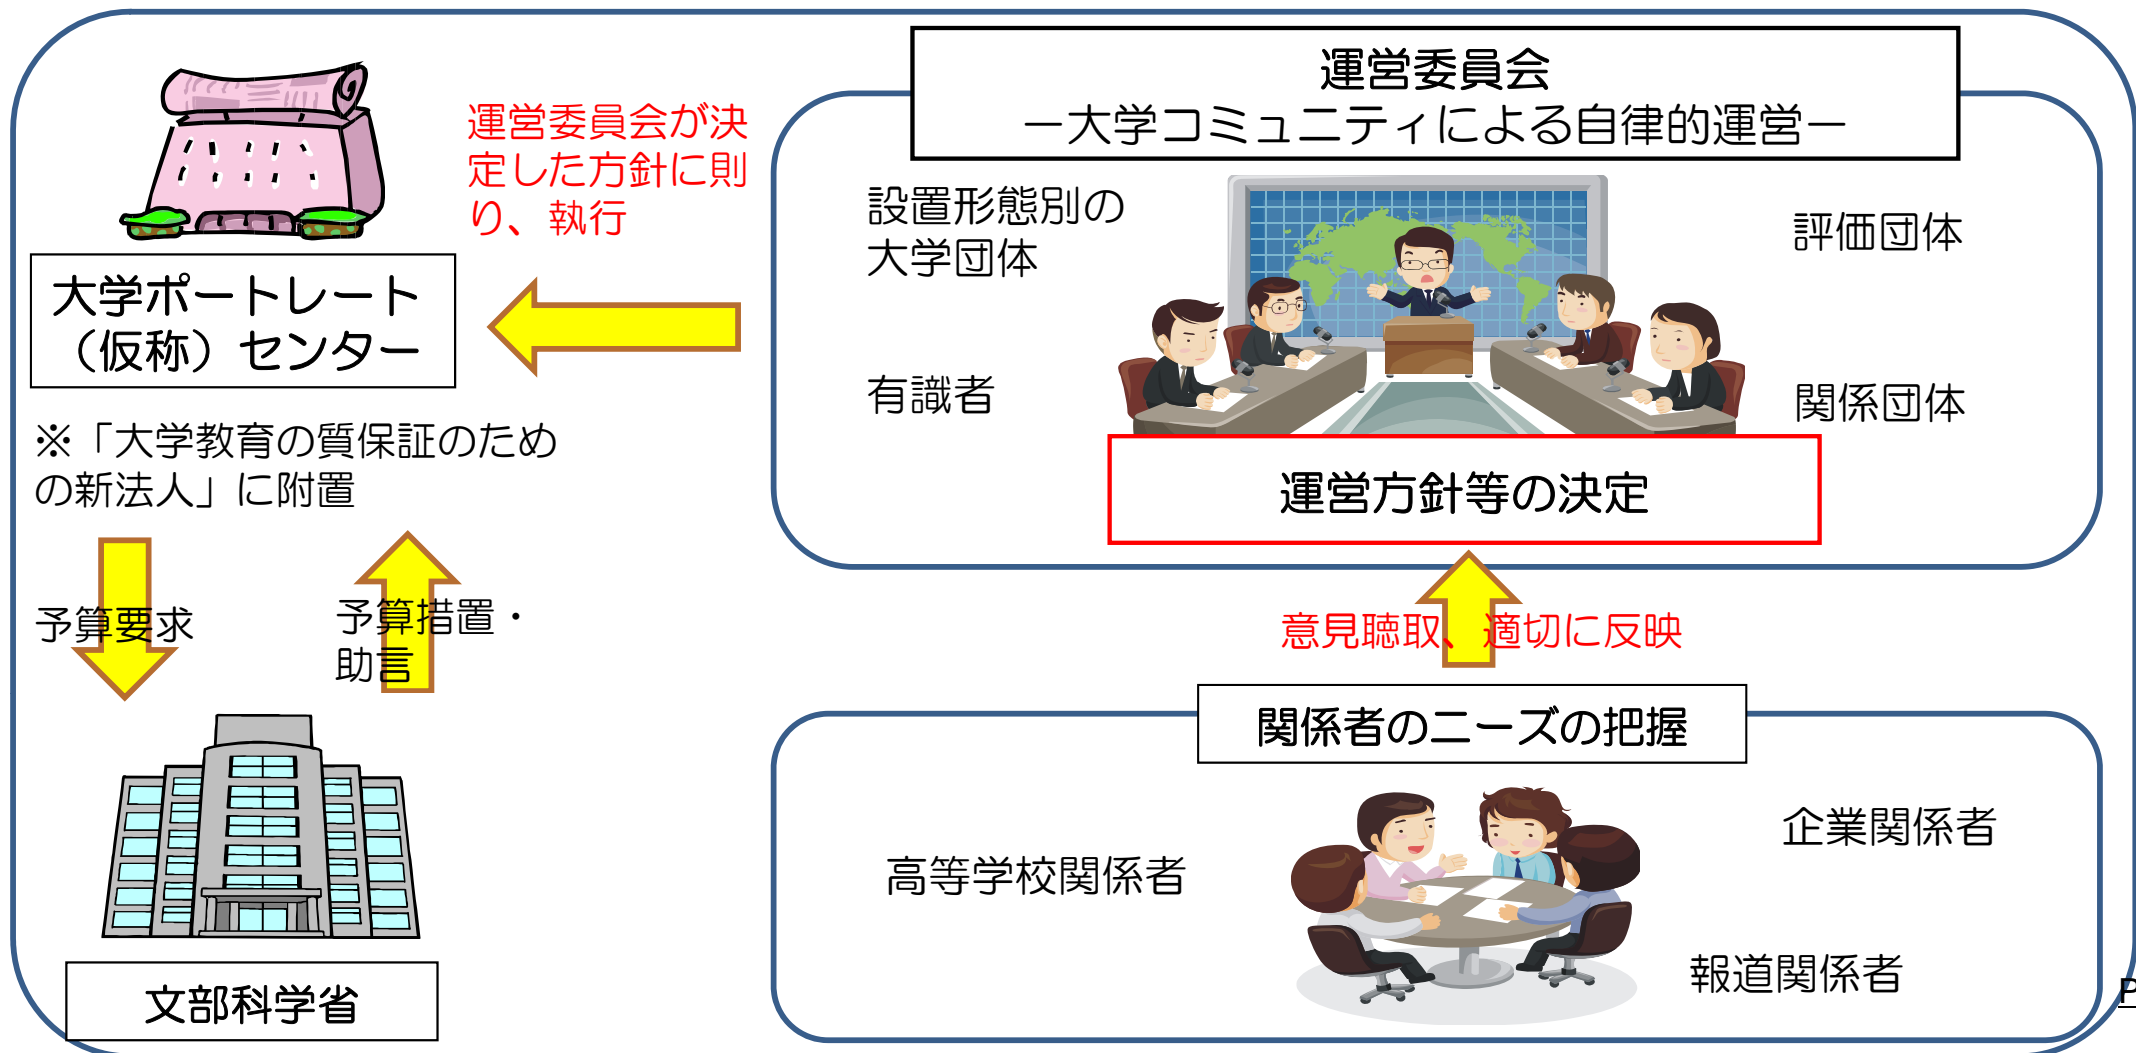 運営委員会
－大学コミュニティによる自律的運営－
運営委員会が決
定した方針に則
り、執行
大学ポートレート
（仮称）センター
※「大学教育の質保証のため
の新法人」に附置
設置形態別の
大学団体
評価団体
有識者
関係団体
運営方針等の決定
予算要求
予算措置・
助言
意見聴取、適切に反映
関係者のニーズの把握
高等学校関係者
企業関係者
報道関係者
文部科学省